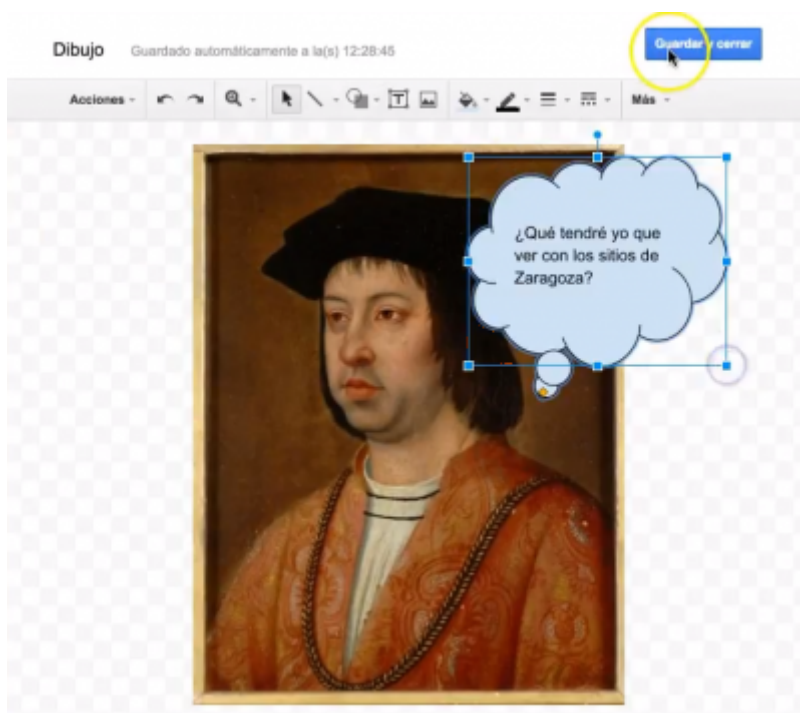 Dibujo Guardado automáticamente a la(s) 12:28:45 Guardar y cerrar
Acciones Más
¿Qué tendré yo que
ver con los sitios de
Zaragoza?